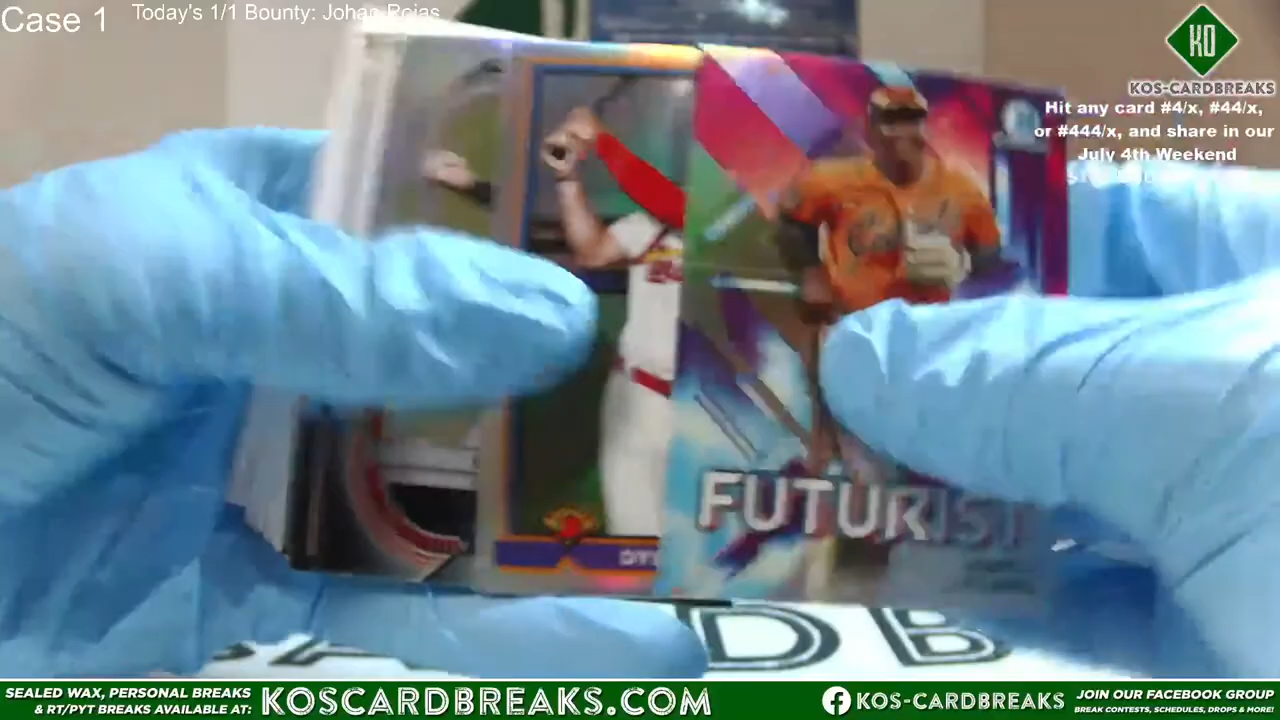 Case 1
Today's 1/1 Bounty: Johan Rojas
KO
KOS-CARDBREAKS
Hit any card #4/x, #44/x,
or #444/x, and share in our
July 4th Weekend
FUTURIST
DB
SEALED WAX, PERSONAL BREAKS
& RT/PYT BREAKS AVAILABLE AT:
KOSCARDBREAKS.COM
KOS-CARDBREAKS
JOIN OUR FACEBOOK GROUP
BREAK CONTESTS, SCHEDULES, DROPS & MORE!